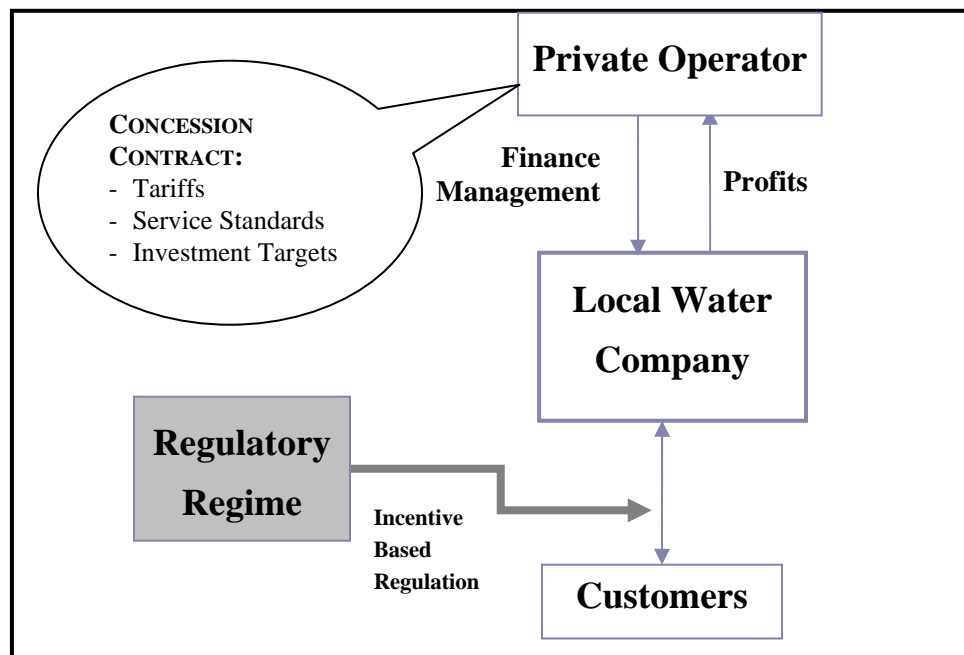 Private Operator
CONCESSION
CONTRACT:
- Tariffs
- Service Standards
- Investment Targets
Finance
Management
Profits
Local Water
Company
Regulatory
Regime
Incentive
Based
Regulation
Customers